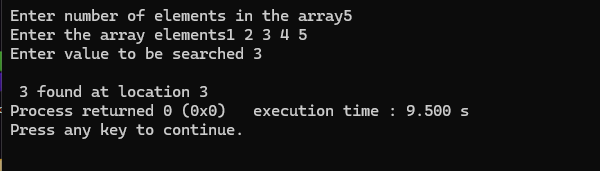 Enter number of elements in the array5
Enter the array elements1 2 3 4 5
Enter value to be searched 3
3 found at location 3
Process returned 0 (0x0)   execution time : 9.500 s
Press any key to continue.